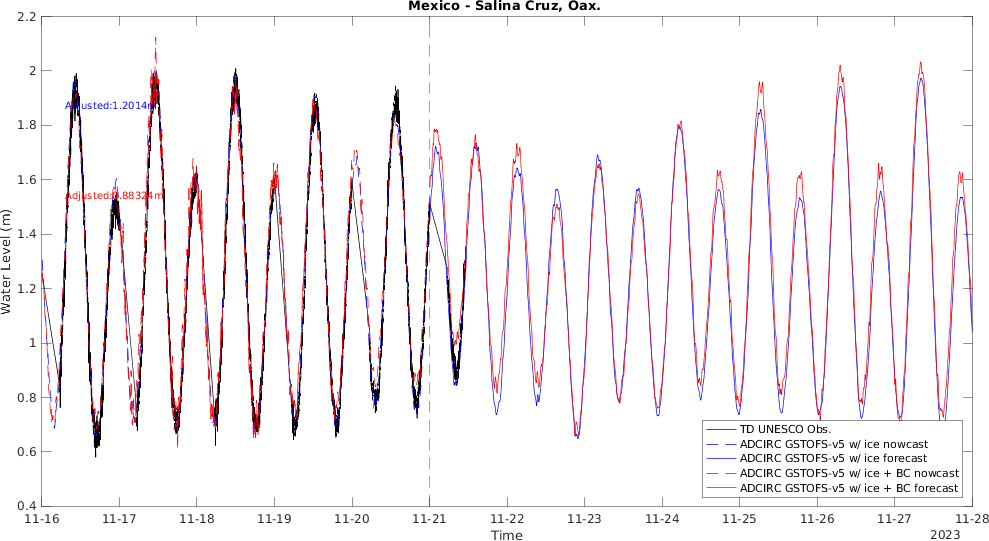 Mexico - Salina Cruz, Oax.
2.2
2
1.8
1.6
1.4
1.2
1
0.8
0.6
0.4
Water Level (m)
Adjusted:1.2014m
Adjusted:0.88324m
TD UNESCO Obs.
ADCIRC GSTOFS-v5 w/ ice nowcast
ADCIRC GSTOFS-v5 w/ ice forecast
ADCIRC GSTOFS-v5 w/ ice + BC nowcast
ADCIRC GSTOFS-v5 w/ ice + BC forecast
11-16 11-17 11-18 11-19 11-20 11-21 11-22 11-23 11-24 11-25 11-26 11-27 11-28
Time
2023